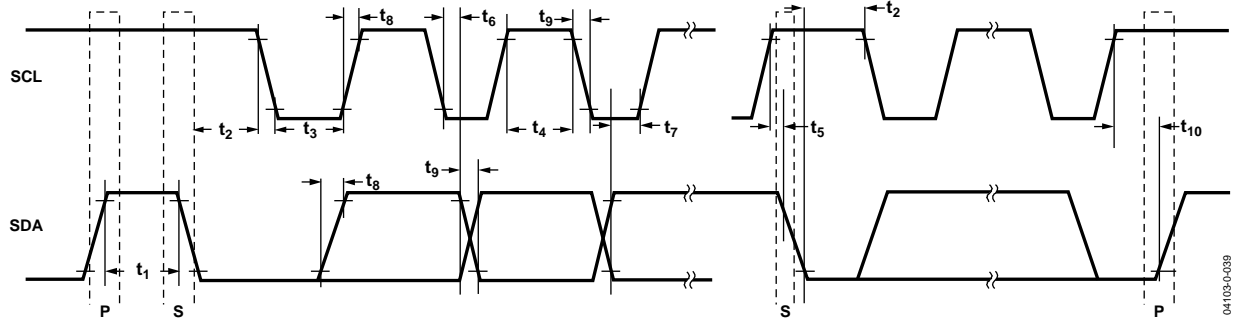 t8 t6 t9 t2
SCL
t2 t3 t4 t7 t5 t10
t8 t9
SDA
t1
P S S P
04103-0-039